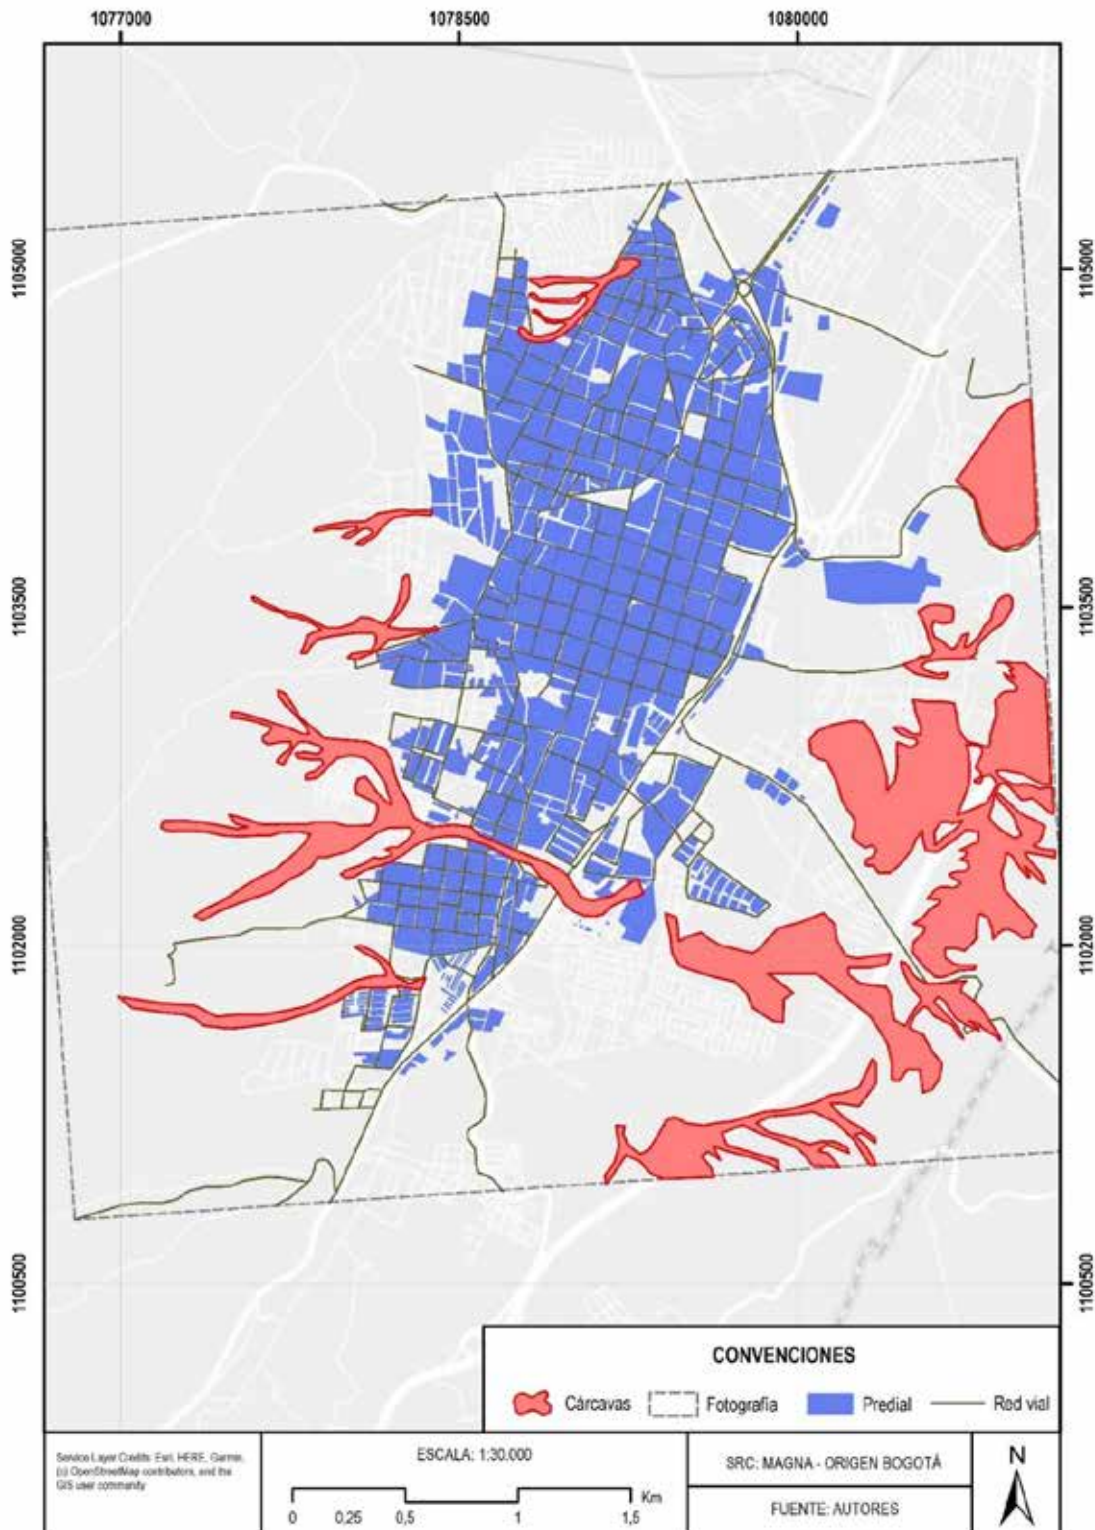 1077000 1078500 1080000
1105000 1105000
1103500 1103500
1102000 1102000
1100500 1100500
CONVENCIONES
Cárcavas Fotografía Predial Red vial
Service Layer Credits: Esri, HERE, Garmin,
(c) OpenStreetMap contributors, and the
GIS user community
ESCALA: 1:30.000
Km
0 0,25 0,5 1 1,5
SRC: MAGNA - ORIGEN BOGOTÁ
FUENTE: AUTORES
N